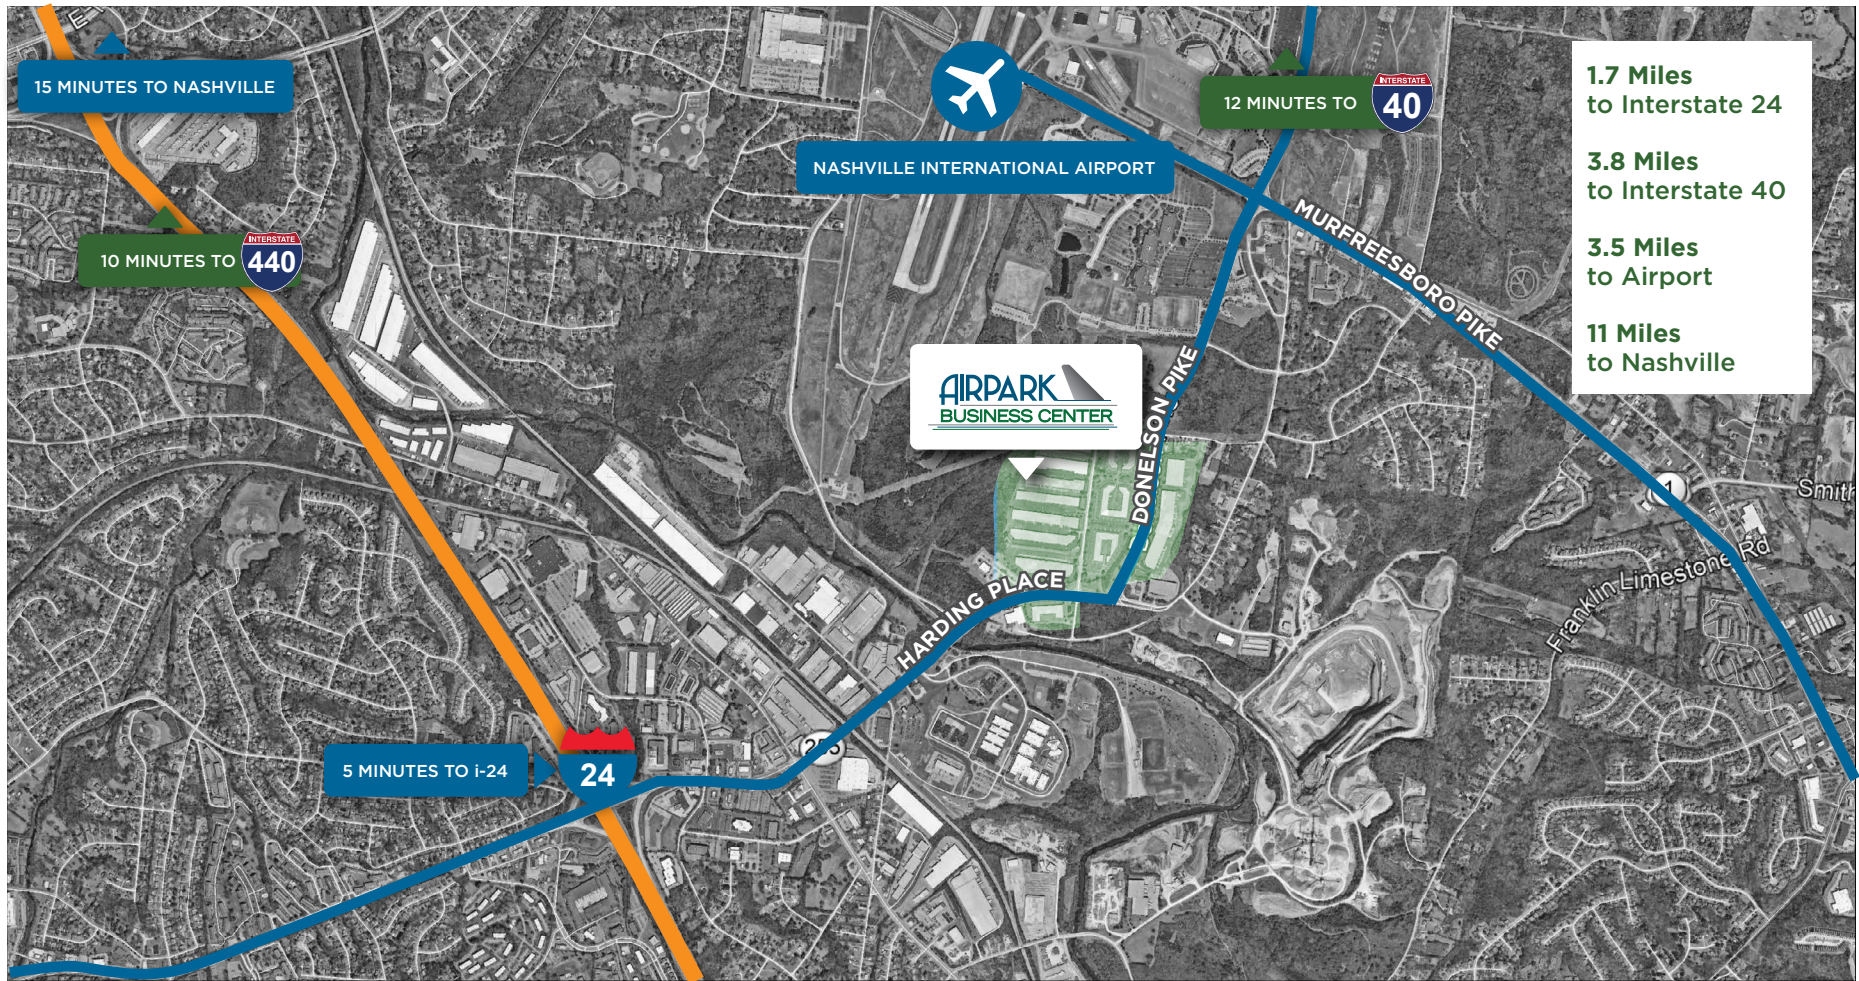 E
15 MINUTES TO NASHVILLE
INTERSTATE
10 MINUTES TO 440
NASHVILLE INTERNATIONAL AIRPORT
INTERSTATE
12 MINUTES TO 40
1.7 Miles
to Interstate 24
3.8 Miles
to Interstate 40
3.5 Miles
to Airport
11 Miles
to Nashville
MURFREESBORO PIKE
AIRPARK
BUSINESS CENTER
DONELSON PIKE
1
Smith
Franklin Limestone Rd
HARDING PLACE
255
5 MINUTES TO i-24
24